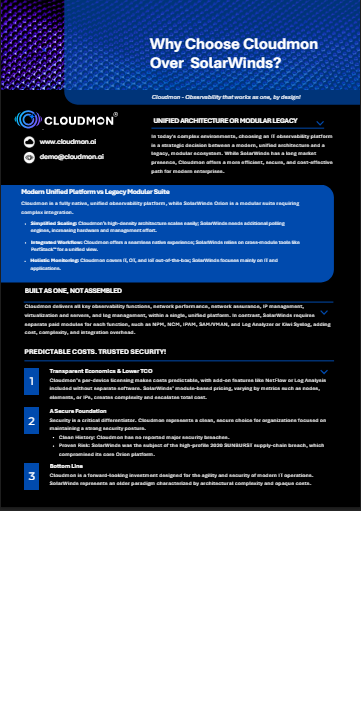 Why Choose Cloudmon
Over SolarWinds?
Cloudmon - Observability that works as one, by design!
CLOUDMON®
www.cloudmon.ai
demo@cloudmon.ai
UNIFIED ARCHITECTURE OR MODULAR LEGACY
In today's complex environments, choosing an IT observability platform
is a strategic decision between a modern, unified architecture and a
legacy, modular ecosystem. While SolarWinds has a long market
presence, Cloudmon offers a more efficient, secure, and cost-effective
path for modern enterprises.
Modern Unified Platform vs Legacy Modular Suite
Cloudmon is a fully native, unified platform, while SolarWinds Orion is a modular suite requiring
complex integration.
• Simplified Scaling: Cloudmon's high-density architecture scales easily; SolarWinds needs additional polling
engines, increasing hardware and management effort.
• Integrated Workflow: Cloudmon offers a seamless native experience; SolarWinds relies on cross-module tools like
PerfStack™ for a unified view.
• Holistic Monitoring: Cloudmon covers IT, OT, and IoT out-of-the-box; SolarWinds focuses mainly on IT and
applications.
BUILT AS ONE, NOT ASSEMBLED
Cloudmon delivers all key observability functions, network performance, network assurance, IP management,
virtualization and servers, and log management, within a single, unified platform. In contrast, SolarWinds requires
separate paid modules for each function, such as NPM, NCM, IPAM, SAM/VMAN, and Log Analyzer or Kiwi Syslog, adding
cost, complexity, and integration overhead.
PREDICTABLE COSTS. TRUSTED SECURITY!
1
Transparent Economics & Lower TCO
Cloudmon's per-device licensing makes costs predictable, with add-on features like NetFlow or Log Analysis
included without separate software. SolarWinds' module-based pricing, varying by metrics such as nodes,
elements, or IPs, creates complexity and escalates total cost.
2
A Secure Foundation
Security is a critical differentiator. Cloudmon represents a clean, secure choice for organizations focused on
maintaining a strong security posture.
• Clean History: Cloudmon has no reported major security breaches.
• Proven Risk: SolarWinds was the subject of the high-profile 2020 SUNBURST supply-chain breach, which
compromised its core Orion platform.
3
Bottom Line
Cloudmon is a forward-looking investment designed for the agility and security of modern IT operations.
SolarWinds represents an older paradigm characterized by architectural complexity and opaque costs.